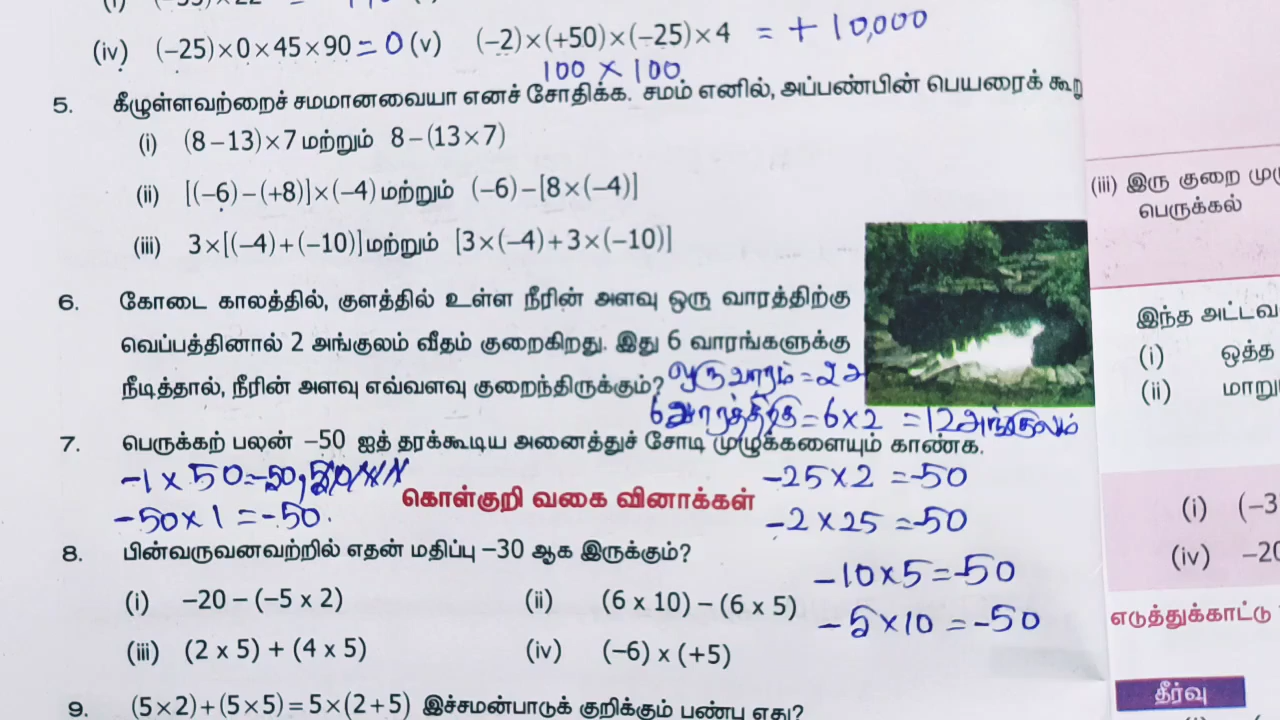 (iv) (−25)×0×45×90 = 0 (v) (−2)×(+50)×(−25)×4 = + 10,000
100 × 100
5. கீழுள்ளவற்றைச் சமமானவையா எனச் சோதிக்க. சமம் எனில், அப்பண்பின் பெயரைக் கூறு
(i) (8−13)×7 மற்றும் 8−(13×7)
(ii) [(−6)−(+8)]×(−4) மற்றும் (−6)−[8×(−4)]
(iii) 3×[(−4)+(−10)] மற்றும் [3×(−4)+3×(−10)]
6. கோடை காலத்தில், குளத்தில் உள்ள நீரின் அளவு ஒரு வாரத்திற்கு
வெப்பத்தினால் 2 அங்குலம் வீதம் குறைகிறது. இது 6 வாரங்களுக்கு
நீடித்தால், நீரின் அளவு எவ்வளவு குறைந்திருக்கும்? ஒரு வாரம் = 2 அ
= 6×2 = 12 அங்குலம்
7. பெருக்கற் பலன் −50 ஐத் தரக்கூடிய அனைத்துச் சோடி முழுக்களையும் காண்க.
−1 × 50 = −50,
−25×2 = −50
கொள்குறி வகை வினாக்கள்
−50×1 = −50.
−2×25 = −50
8. பின்வருவனவற்றில் எதன் மதிப்பு −30 ஆக இருக்கும்?
−10×5 = −50
(i) −20 − (−5 x 2) (ii) (6 x 10) − (6 x 5)
−5×10 = −50
(iii) (2 x 5) + (4 x 5) (iv) (−6) x (+5)
9. (5×2)+(5×5) = 5×(2+5) இச்சமன்பாடுக் குறிக்கும் பண்பு எது?
(iii) இரு குறை முழு
பெருக்கல்
இந்த அட்டவ
(i) ஒத்த
(ii) மாறு
(i) (−3
(iv) −20
எடுத்துக்காட்டு
தீர்வு